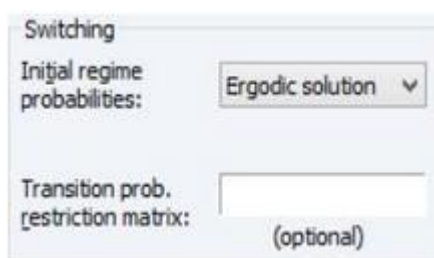 Switching
Initial regime
probabilities:
Ergodic solution
Transition prob.
restriction matrix:
(optional)